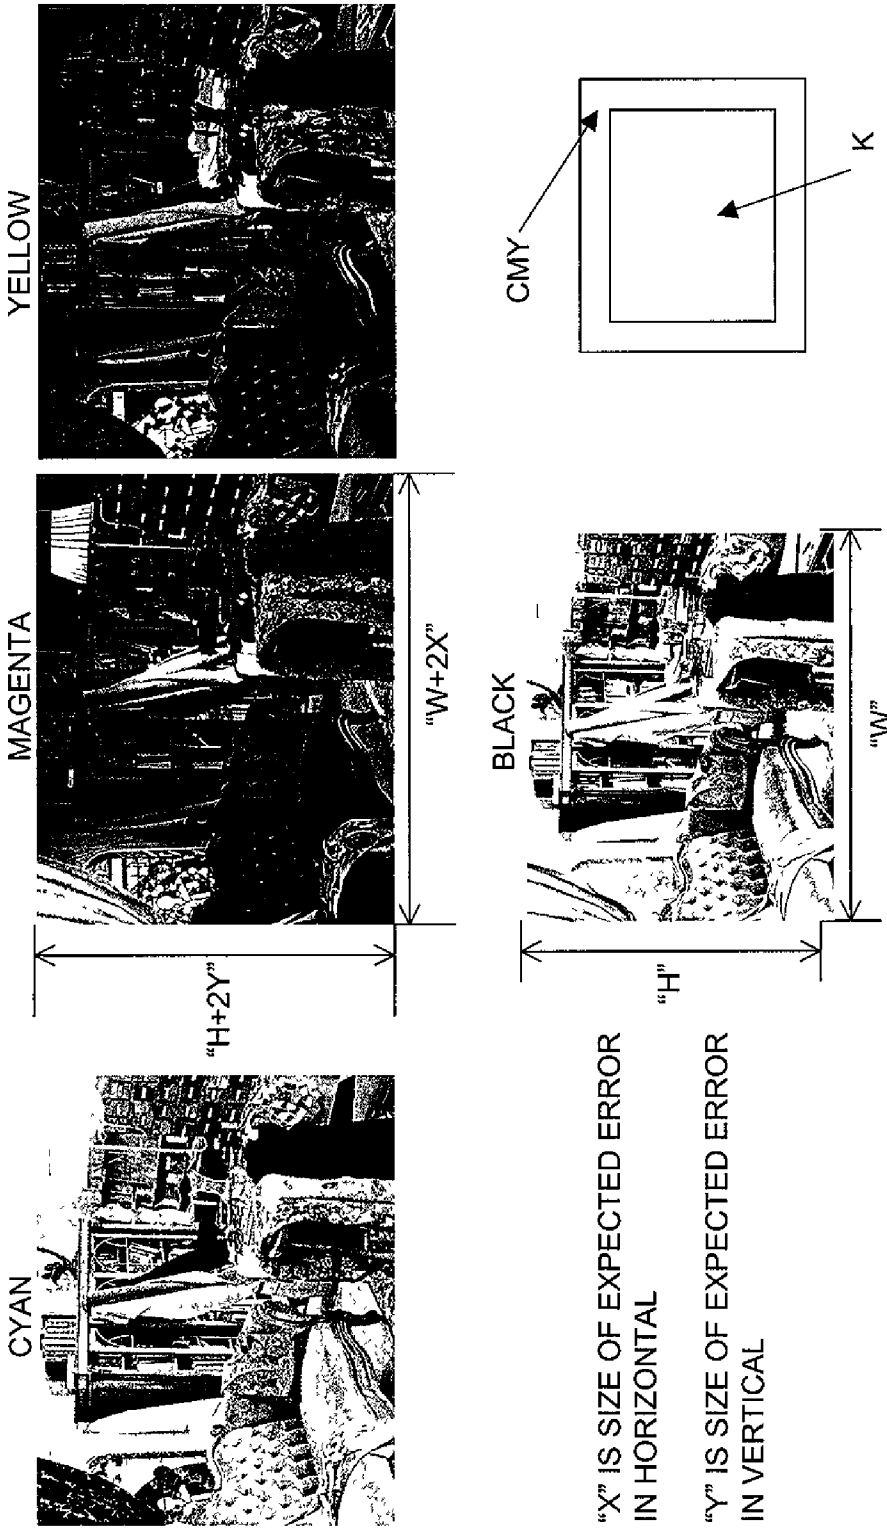 CYAN
MAGENTA
YELLOW
"H+2Y"
"W+2X"
"X" IS SIZE OF EXPECTED ERROR
IN HORIZONTAL
"Y" IS SIZE OF EXPECTED ERROR
IN VERTICAL
BLACK
"H"
"W"
CMY
K